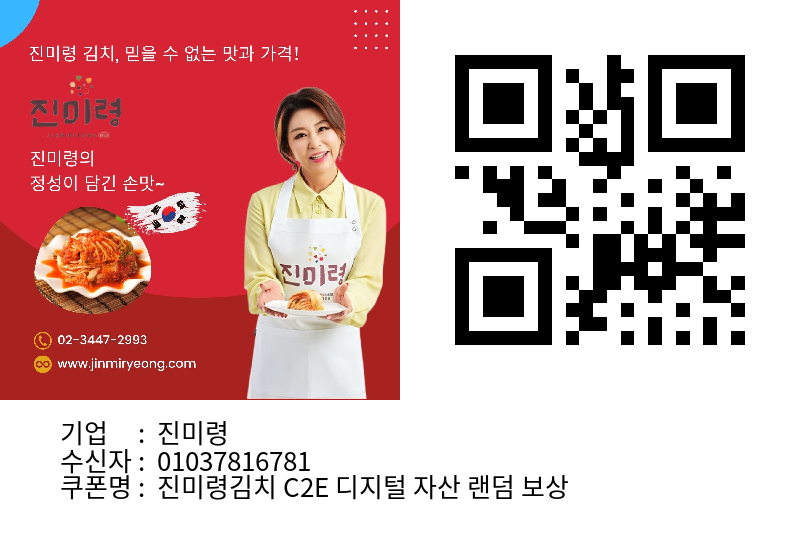 진미령 김치, 믿을 수 없는 맛과 가격!
진미령
진미령의
정성이 담긴 손맛~
진미령
02-3447-2993
www.jinmiryeong.com
기업 : 진미령
수신자 : 01037816781
쿠폰명 : 진미령김치 C2E 디지털 자산 랜덤 보상